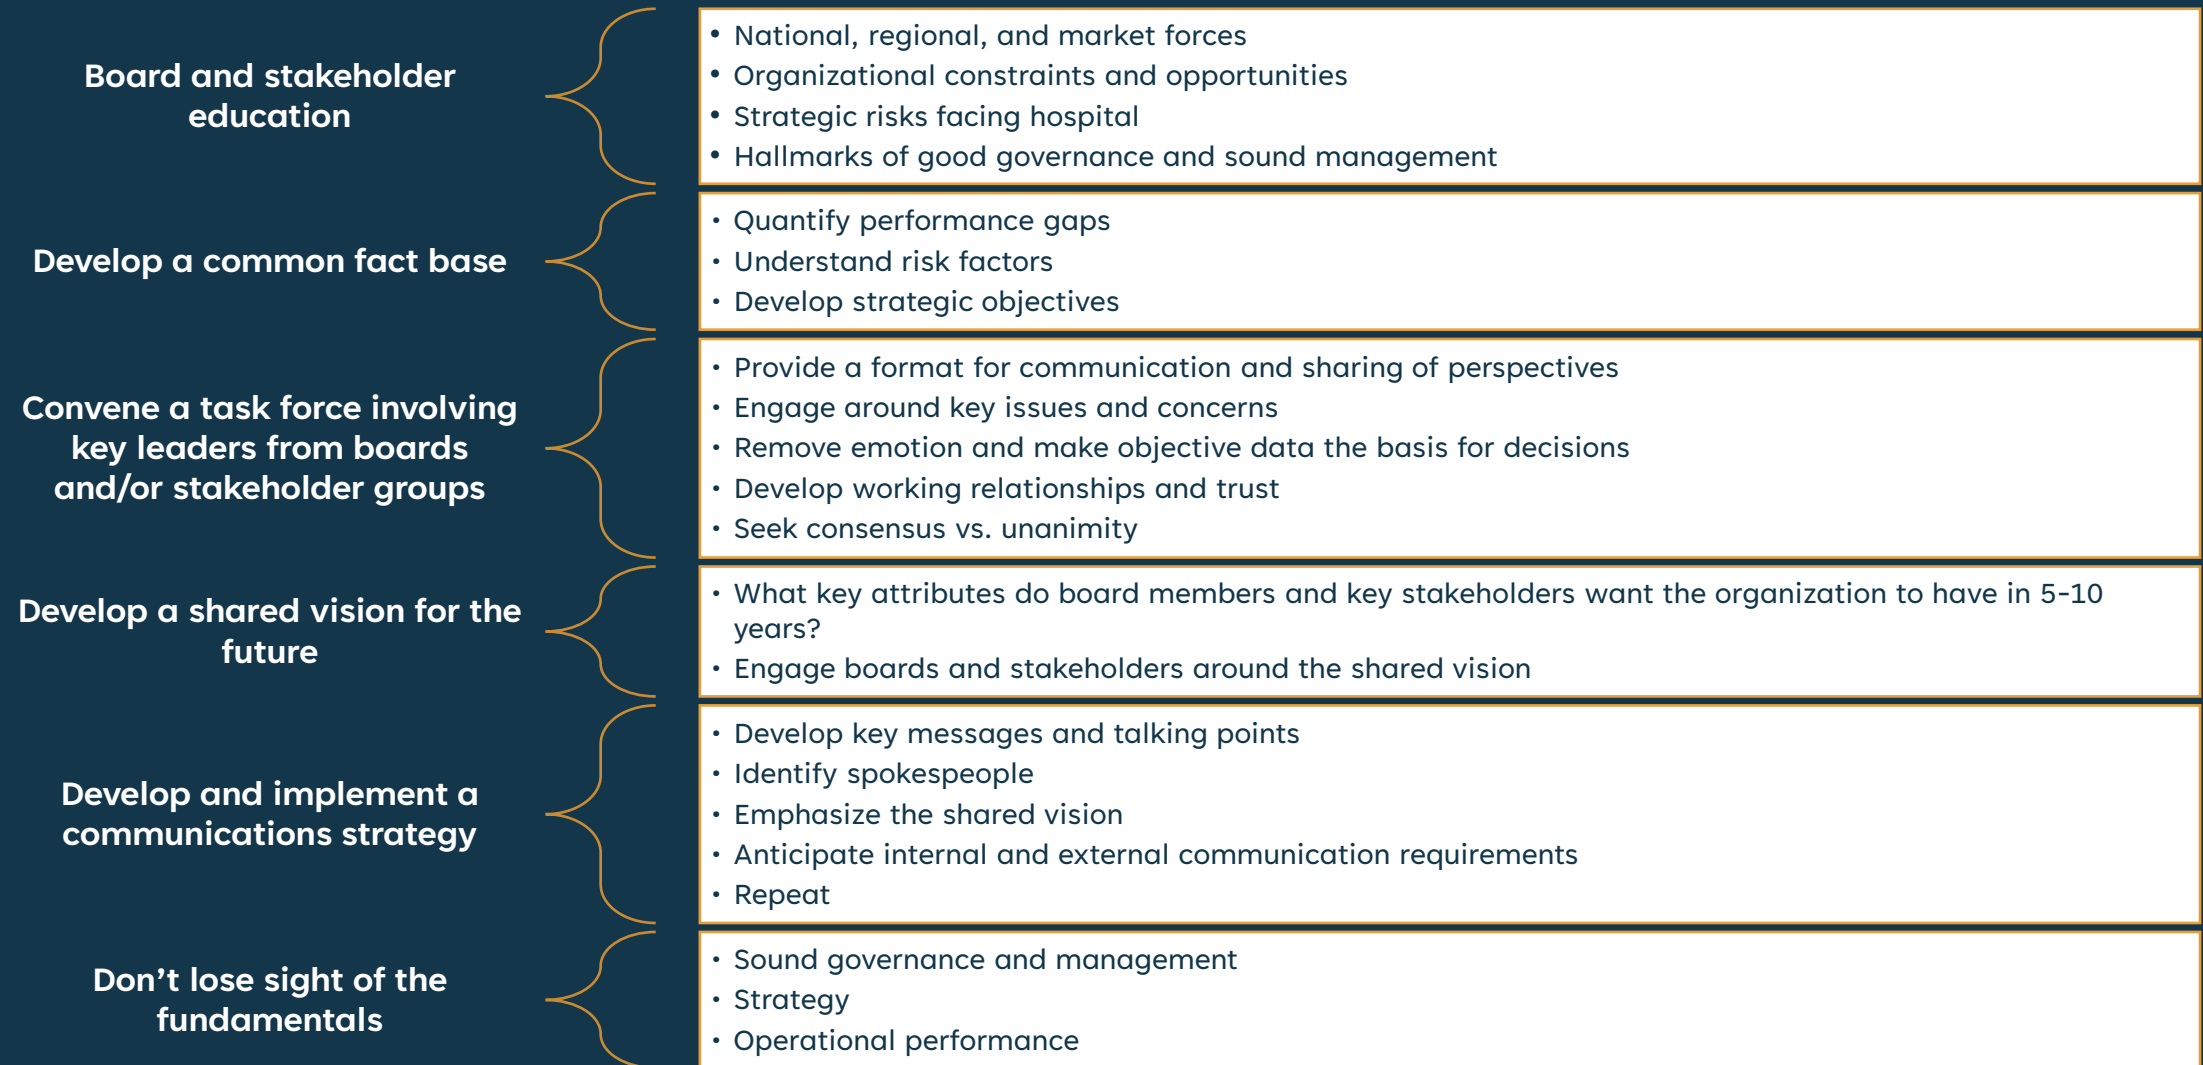 Board and stakeholder
education
• National, regional, and market forces
• Organizational constraints and opportunities
• Strategic risks facing hospital
• Hallmarks of good governance and sound management
Develop a common fact base
• Quantify performance gaps
• Understand risk factors
• Develop strategic objectives
Convene a task force involving
key leaders from boards
and/or stakeholder groups
• Provide a format for communication and sharing of perspectives
• Engage around key issues and concerns
• Remove emotion and make objective data the basis for decisions
• Develop working relationships and trust
• Seek consensus vs. unanimity
Develop a shared vision for the
future
• What key attributes do board members and key stakeholders want the organization to have in 5-10
years?
• Engage boards and stakeholders around the shared vision
Develop and implement a
communications strategy
• Develop key messages and talking points
• Identify spokespeople
• Emphasize the shared vision
• Anticipate internal and external communication requirements
• Repeat
Don’t lose sight of the
fundamentals
• Sound governance and management
• Strategy
• Operational performance